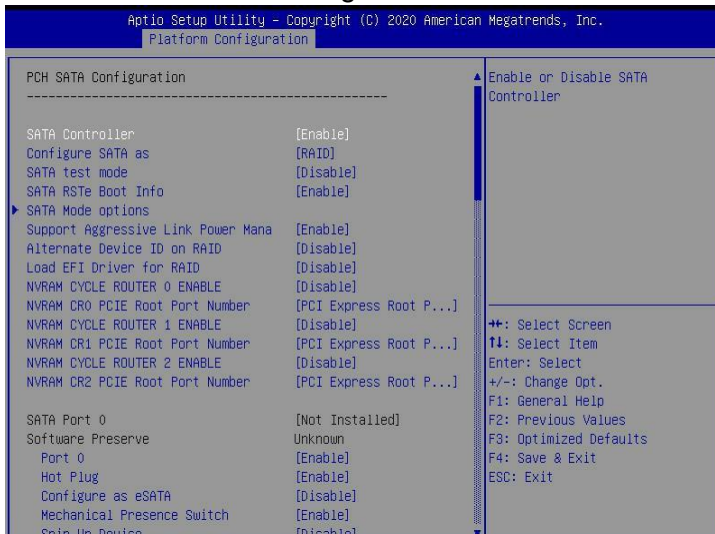 Aptio Setup Utility – Copyright (C) 2020 American Megatrends, Inc.
Platform Configuration
PCH SATA Configuration
------------------------------------------------
SATA Controller [Enable]
Configure SATA as [RAID]
SATA test mode [Disable]
SATA RSTe Boot Info [Enable]
SATA Mode options
Support Aggressive Link Power Mana [Enable]
Alternate Device ID on RAID [Disable]
Load EFI Driver for RAID [Disable]
NVRAM CYCLE ROUTER 0 ENABLE [Disable]
NVRAM CR0 PCIE Root Port Number [PCI Express Root P...]
NVRAM CYCLE ROUTER 1 ENABLE [Disable]
NVRAM CR1 PCIE Root Port Number [PCI Express Root P...]
NVRAM CYCLE ROUTER 2 ENABLE [Disable]
NVRAM CR2 PCIE Root Port Number [PCI Express Root P...]
SATA Port 0 [Not Installed]
Software Preserve Unknown
Port 0 [Enable]
Hot Plug [Enable]
Configure as eSATA [Disable]
Mechanical Presence Switch [Enable]
Spin Up Device [Disable]
Enable or Disable SATA
Controller
→←: Select Screen
↑↓: Select Item
Enter: Select
+/-: Change Opt.
F1: General Help
F2: Previous Values
F3: Optimized Defaults
F4: Save & Exit
ESC: Exit